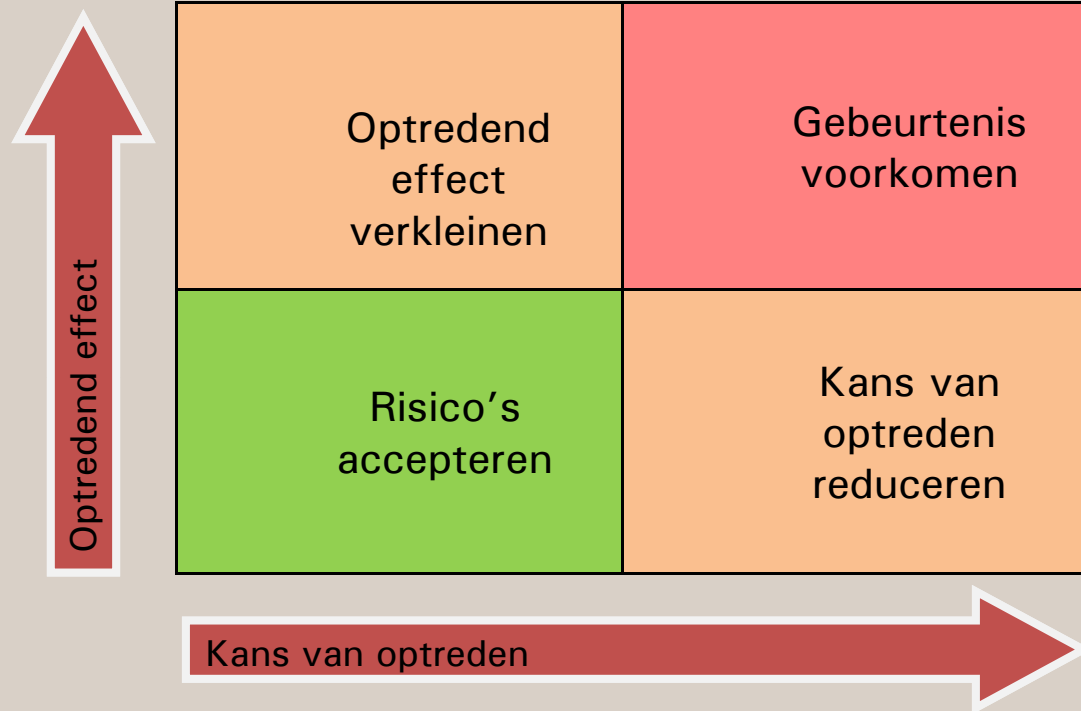 Optredend
effect
verkleinen
Gebeurtenis
voorkomen
Optredend effect
Risico’s
accepteren
Kans van
optreden
reduceren
Kans van optreden